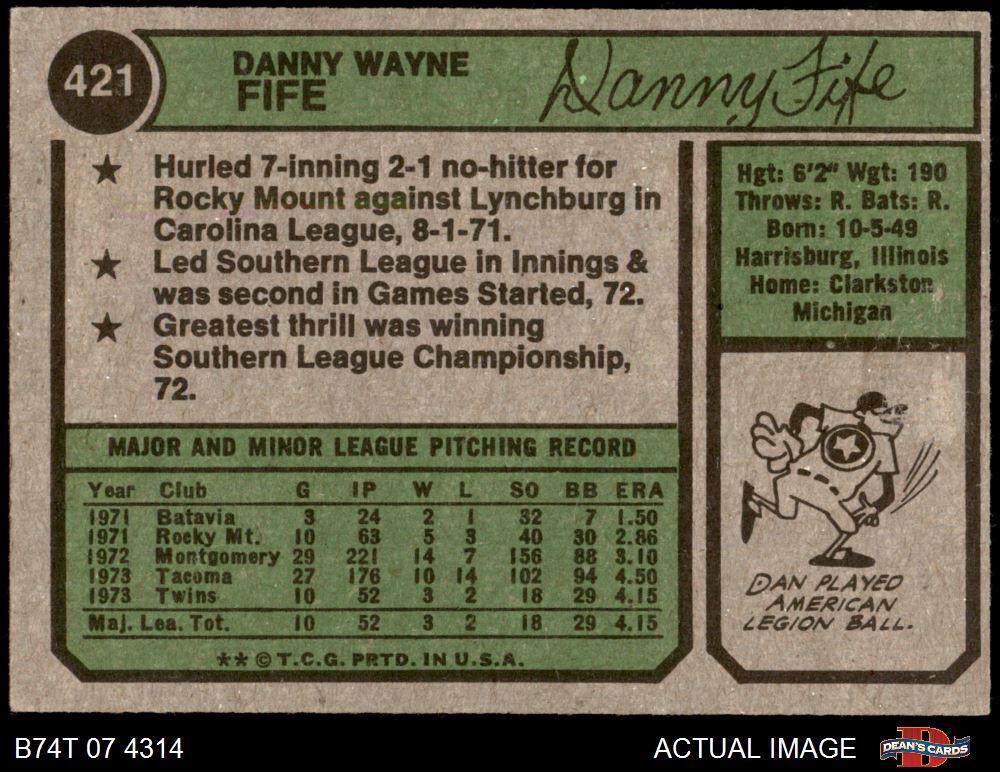 421
DANNY WAYNE
FIFE
Danny Fife
★ Hurled 7-inning 2-1 no-hitter for
Rocky Mount against Lynchburg in
Carolina League, 8-1-71.
★ Led Southern League in Innings &
was second in Games Started, 72.
★ Greatest thrill was winning
Southern League Championship,
72.
Hgt: 6'2" Wgt: 190
Throws: R. Bats: R.
Born: 10-5-49
Harrisburg, Illinois
Home: Clarkston
Michigan
MAJOR AND MINOR LEAGUE PITCHING RECORD
Year Club G IP W L SO BB ERA
1971 Batavia 3 24 2 1 32 7 1.50
1971 Rocky Mt. 10 63 5 3 40 30 2.86
1972 Montgomery 29 221 14 7 156 88 3.10
1973 Tacoma 27 176 10 14 102 94 4.50
1973 Twins 10 52 3 2 18 29 4.15
Maj. Lea. Tot. 10 52 3 2 18 29 4.15
** © T.C.G. PRTD. IN U.S.A.
DAN PLAYED
AMERICAN
LEGION BALL.
B74T 07 4314
ACTUAL IMAGE
DEAN'S CARDS